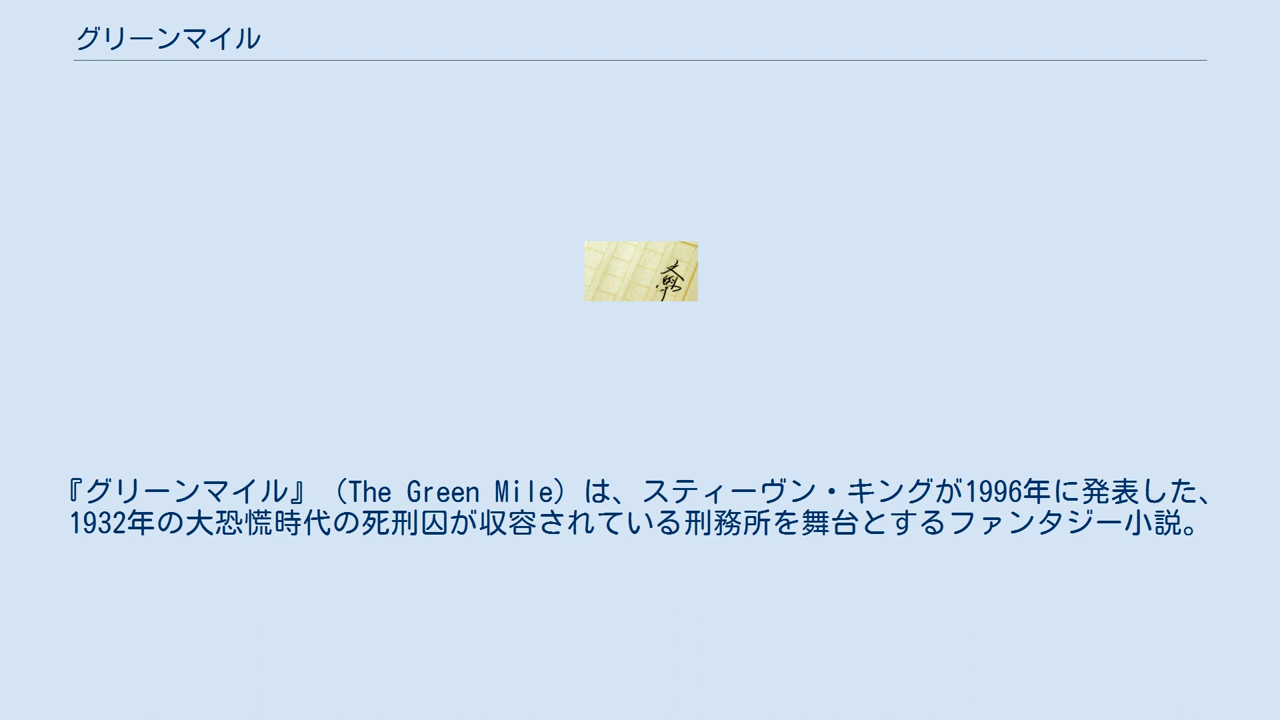 グリーンマイル
『グリーンマイル』（The Green Mile）は、スティーヴン・キングが1996年に発表した、
1932年の大恐慌時代の死刑囚が収容されている刑務所を舞台とするファンタジー小説。